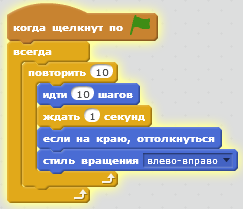 когда щелкнут по
всегда
повторить 10
идти 10 шагов
ждать 1 секунд
если на краю, оттолкнуться
стиль вращения влево-вправо